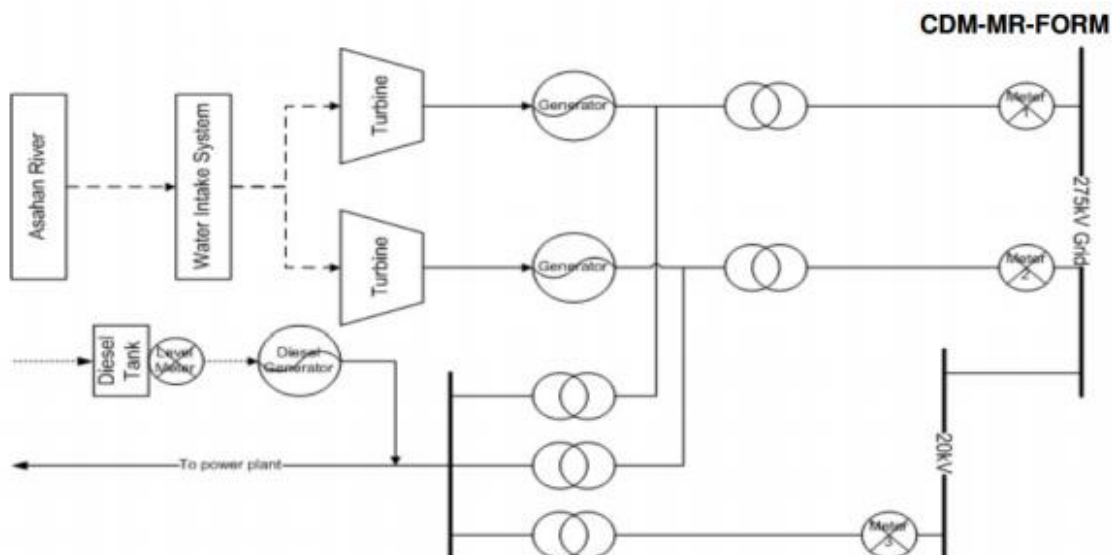 CDM-MR-FORM
Asahan River
Water Intake System
Turbine
Generator
Meter
1
275kV Grid
Turbine
Generator
Meter
2
Diesel
Tank
Level
Meter
Diesel
Generator
To power plant
20kV
Meter
3